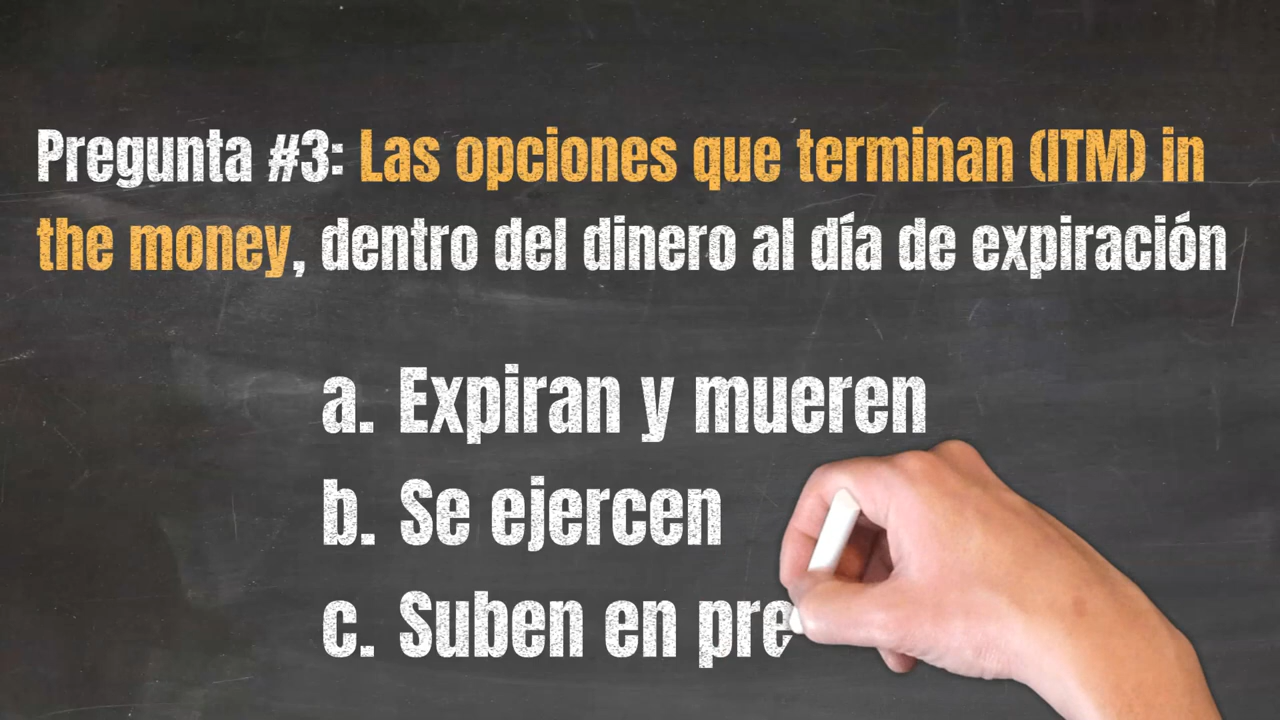 Pregunta #3: Las opciones que terminan (ITM) in
the money, dentro del dinero al día de expiración
a. Expiran y mueren
b. Se ejercen
c. Suben en pre